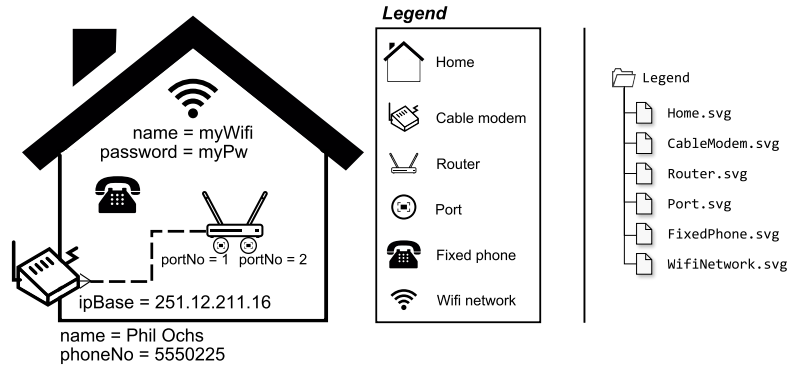 name = myWifi
password = myPw
portNo = 1 portNo = 2
ipBase = 251.12.211.16
name = Phil Ochs
phoneNo = 5550225
Legend
Home
Cable modem
Router
Port
Fixed phone
Wifi network
Legend
Home.svg
CableModem.svg
Router.svg
Port.svg
FixedPhone.svg
WifiNetwork.svg